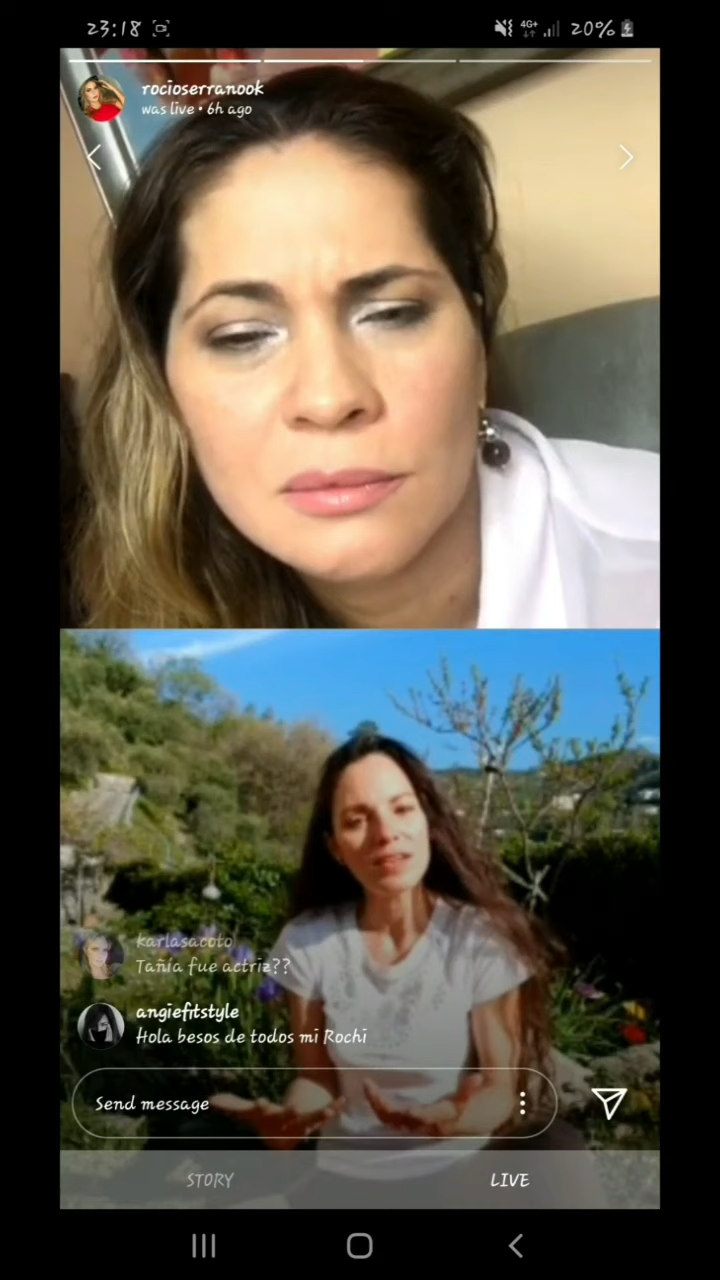 23:18 4G+ 20%
rocioserranook
was live • 6h ago
karlasacoto
Tañía fue actriz??
angiefitstyle
Hola besos de todos mi Rochi
Send message
STORY LIVE